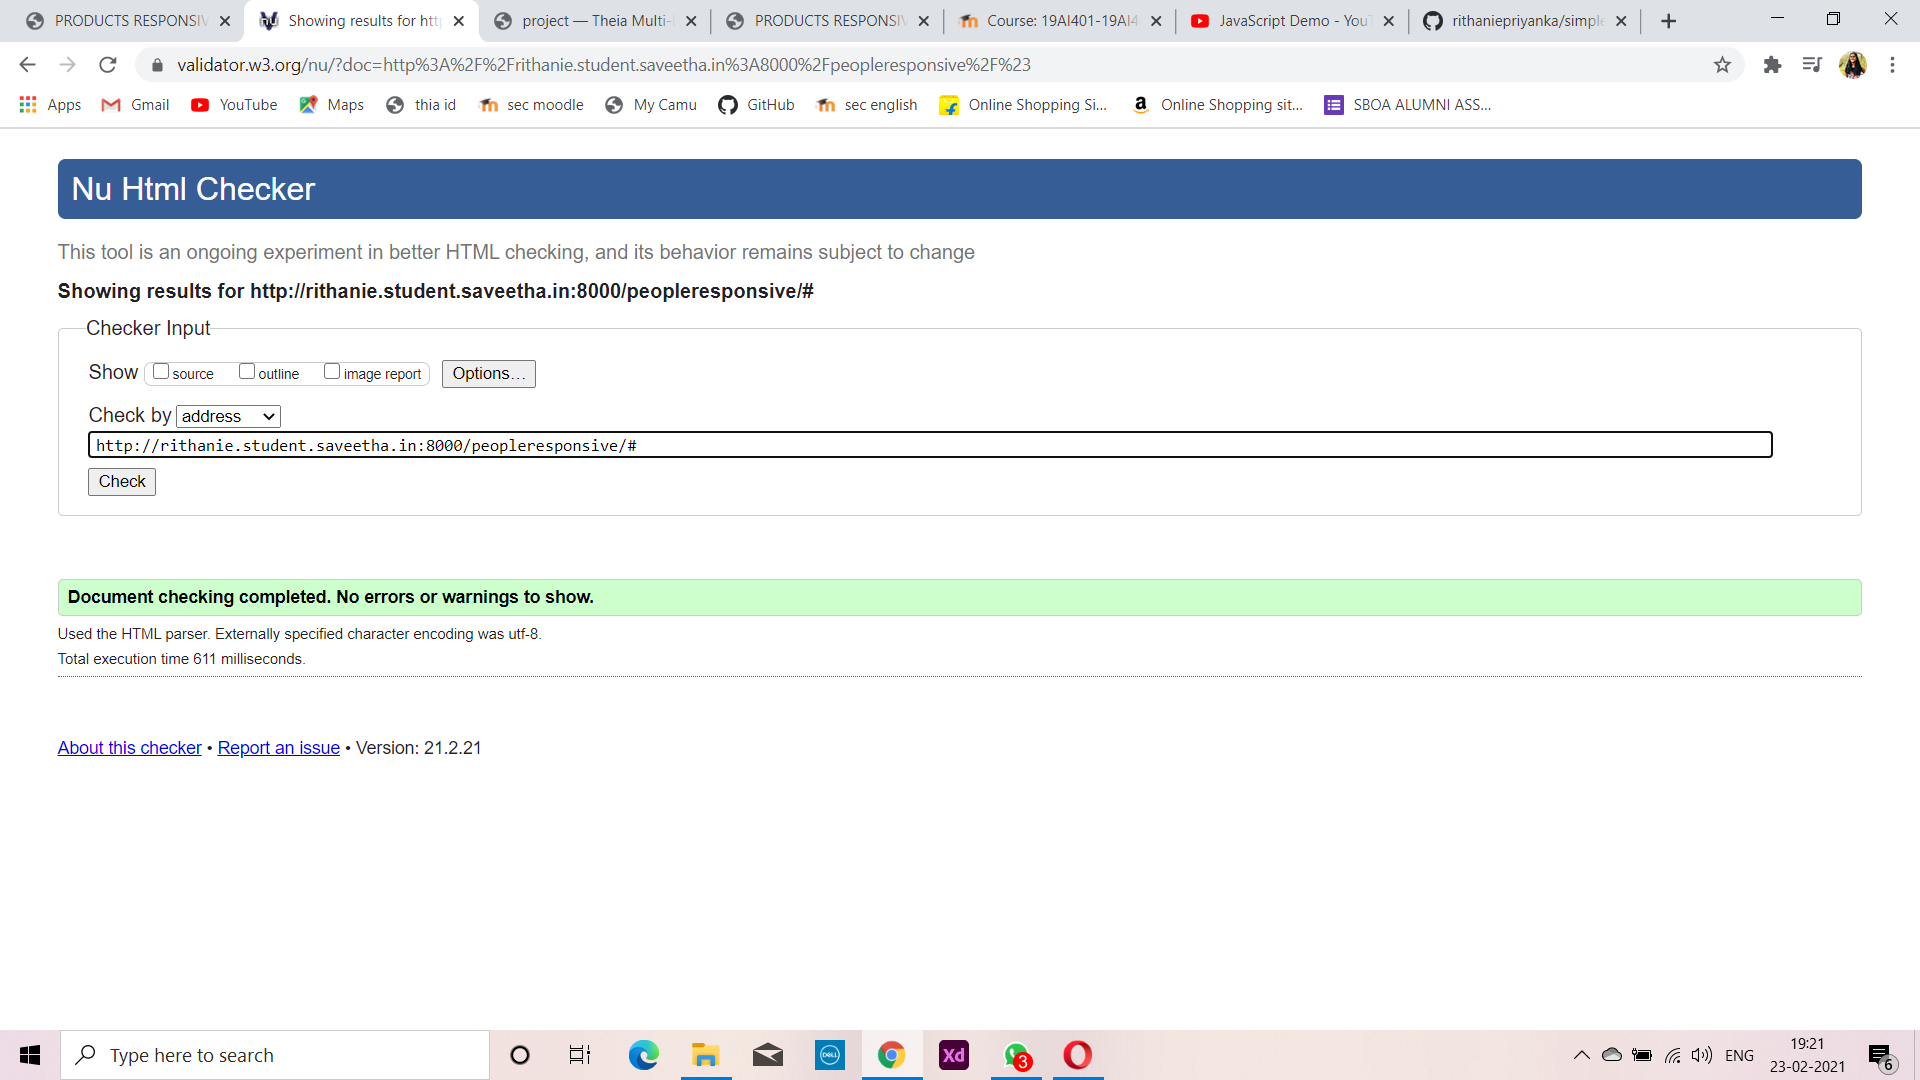 PRODUCTS RESPONSIV
Showing results for htt
project — Theia Multi-
PRODUCTS RESPONSIV
Course: 19AI401-19AI4
JavaScript Demo - YouT
rithaniepriyanka/simple
validator.w3.org/nu/?doc=http%3A%2F%2Frithanie.student.saveetha.in%3A8000%2Fpeopleresponsive%2F%23
Apps Gmail YouTube Maps thia id sec moodle My Camu GitHub sec english Online Shopping Si... Online Shopping sit... SBOA ALUMNI ASS...
Nu Html Checker
This tool is an ongoing experiment in better HTML checking, and its behavior remains subject to change
Showing results for http://rithanie.student.saveetha.in:8000/peopleresponsive/#
Checker Input
Show source outline image report Options...
Check by address
http://rithanie.student.saveetha.in:8000/peopleresponsive/#
Check
Document checking completed. No errors or warnings to show.
Used the HTML parser. Externally specified character encoding was utf-8.
Total execution time 611 milliseconds.
About this checker • Report an issue • Version: 21.2.21
Type here to search
DELL
Xd
3
ENG
19:21
23-02-2021
6